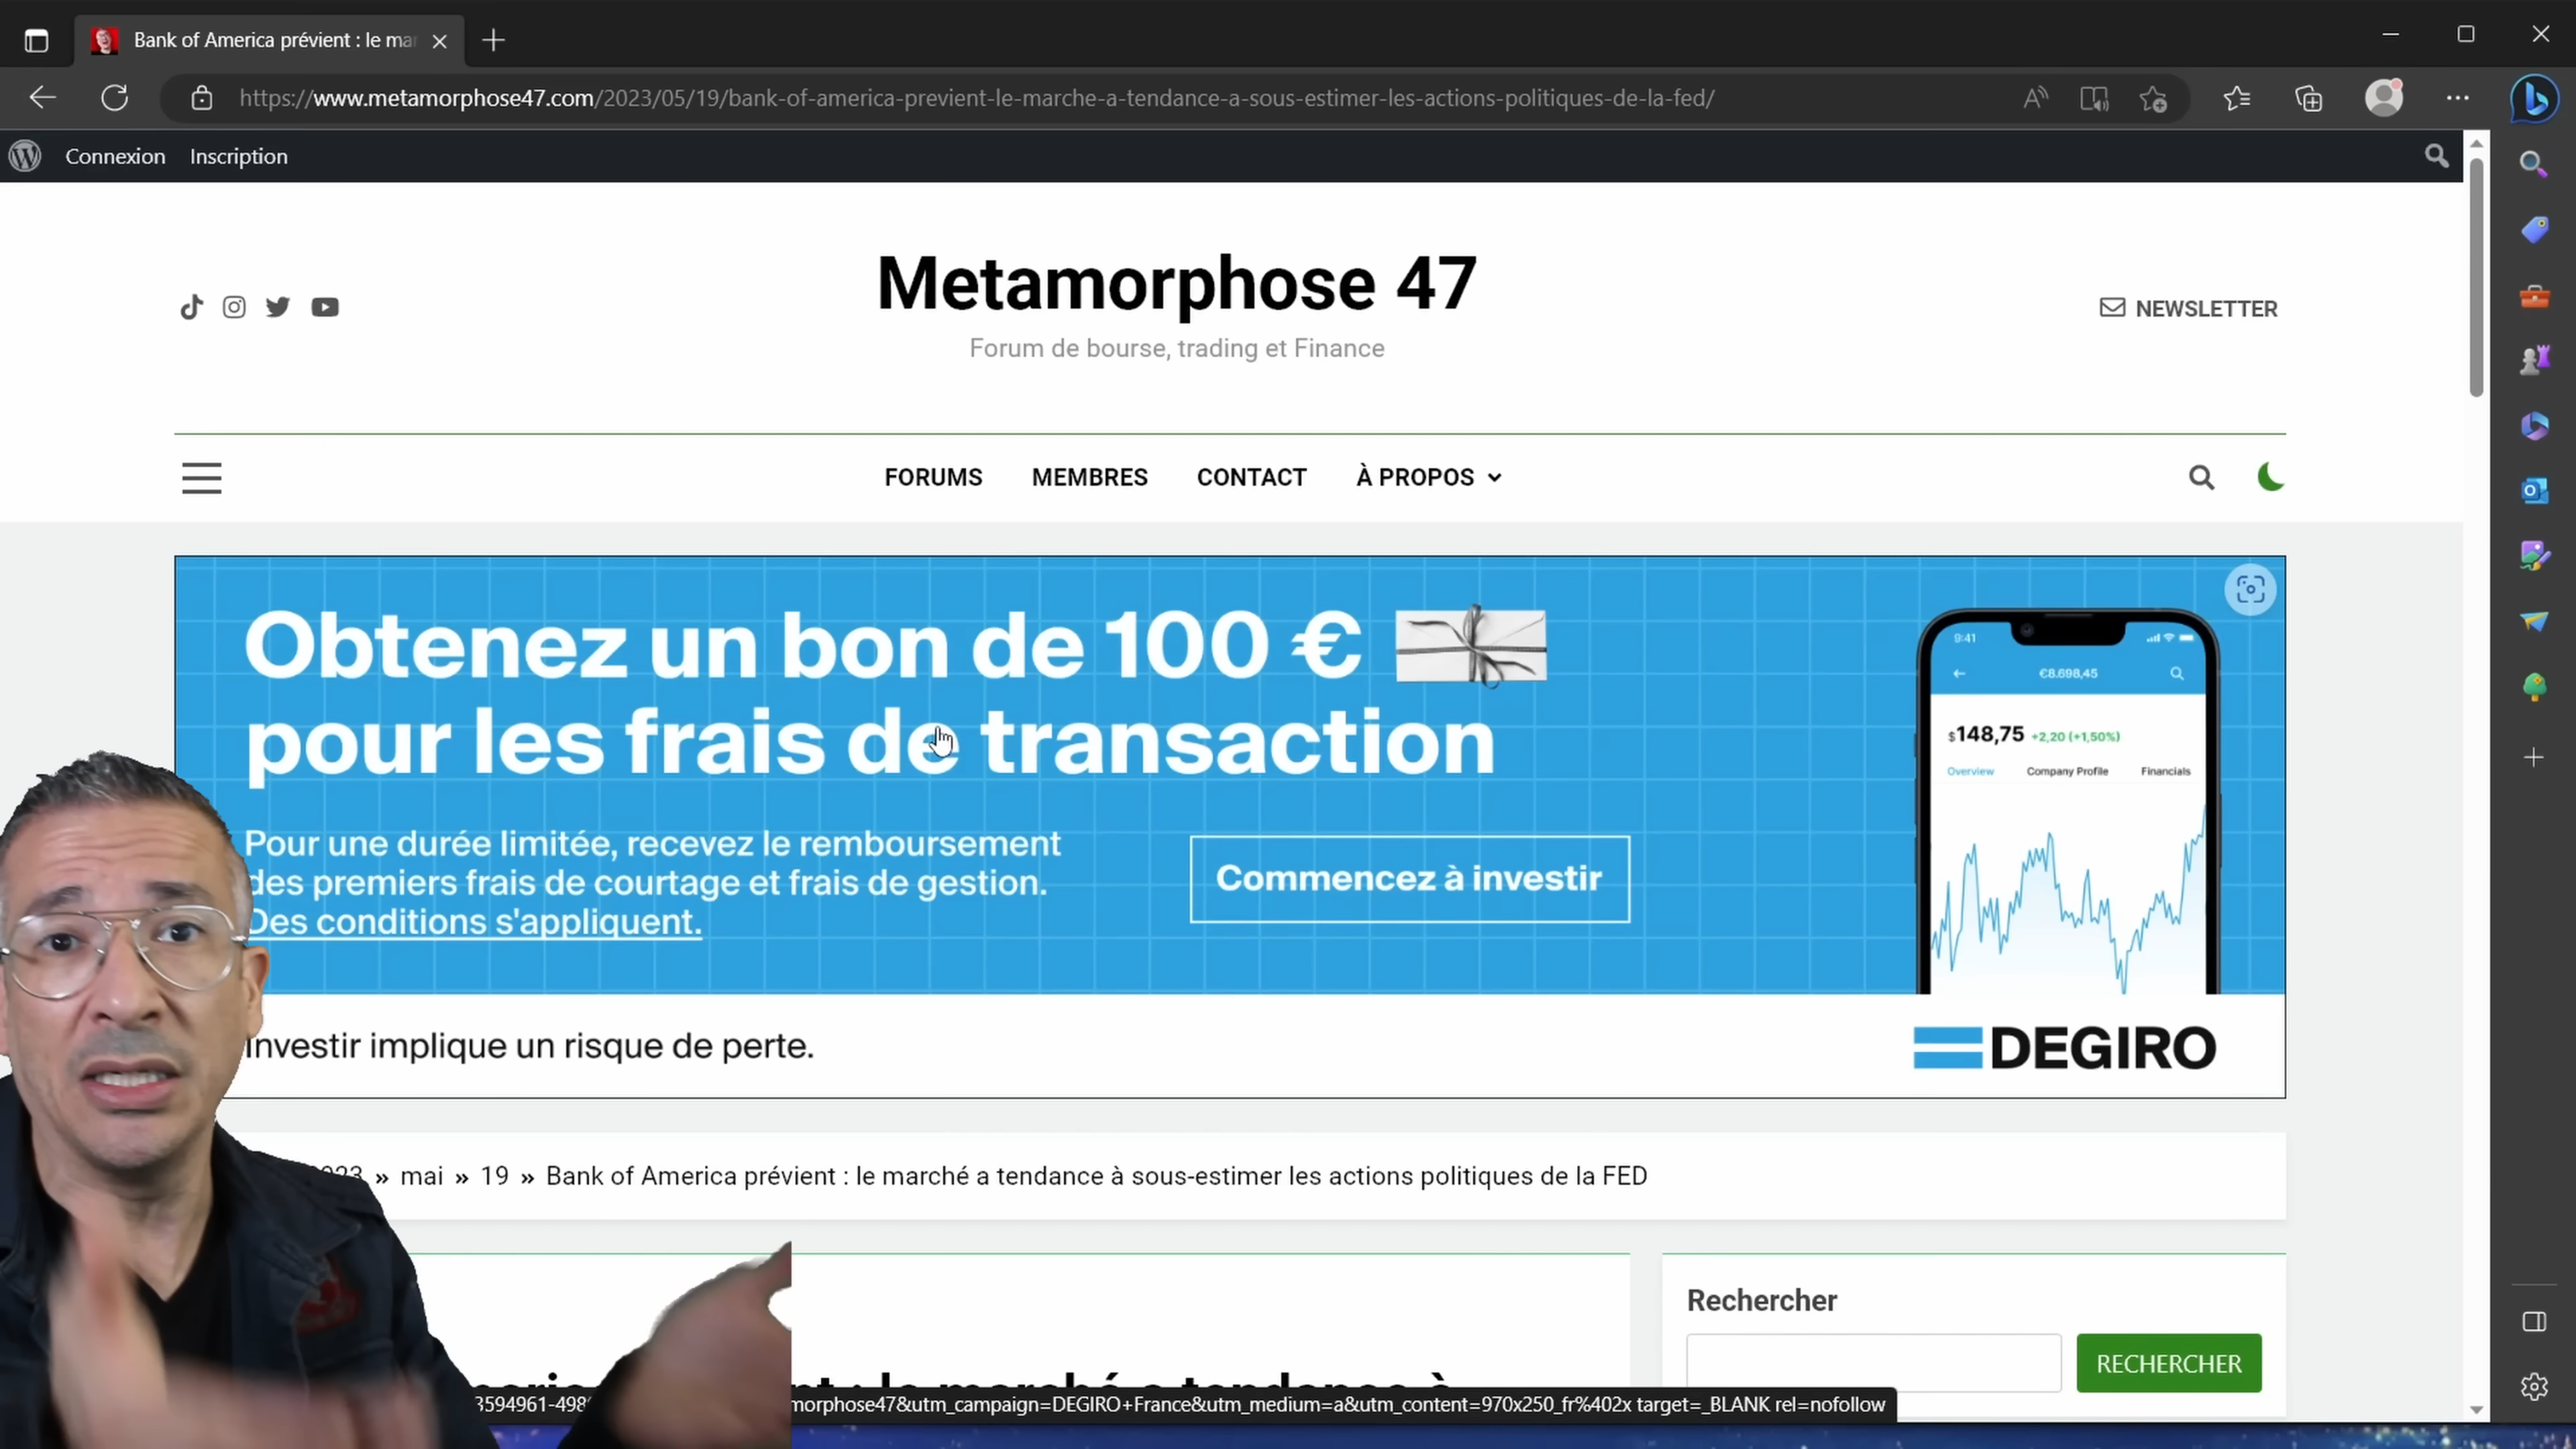 Bank of America prévient : le mar
https://www.metamorphose47.com/2023/05/19/bank-of-america-previent-le-marche-a-tendance-a-sous-estimer-les-actions-politiques-de-la-fed/
Connexion Inscription
Metamorphose 47
Forum de bourse, trading et Finance
NEWSLETTER
FORUMS MEMBRES CONTACT À PROPOS
Obtenez un bon de 100 €
pour les frais de transaction
Pour une durée limitée, recevez le remboursement
des premiers frais de courtage et frais de gestion.
Des conditions s'appliquent.
Commencez à investir
9:41
€8.698,45
$148,75 +2,20 (+1,50%)
Overview Company Profile Financials
Investir implique un risque de perte.
DEGIRO
» mai » 19 » Bank of America prévient : le marché a tendance à sous-estimer les actions politiques de la FED
Rechercher
RECHERCHER
: le marché a tendance à
morphose47&utm_campaign=DEGIRO+France&utm_medium=a&utm_content=970x250_fr%402x target=_BLANK rel=nofollow